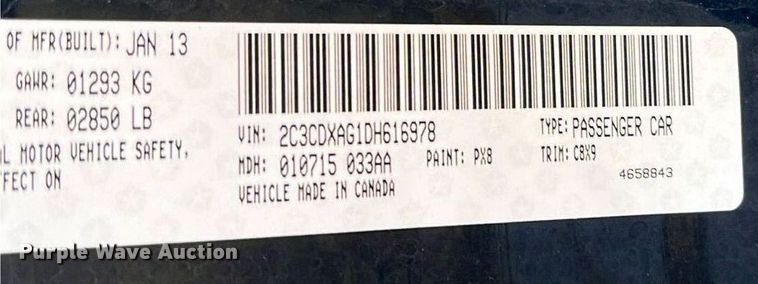 OF MFR(BUILT): JAN 13
GAWR: 01293 KG
REAR: 02850 LB
L MOTOR VEHICLE SAFETY,
FFECT ON
VIN: 2C3CDXAG1DH616978
TYPE: PASSENGER CAR
MDH: 010715 033AA
PAINT: PX8
TRIM: C8X9
VEHICLE MADE IN CANADA
4658843
Purple Wave Auction